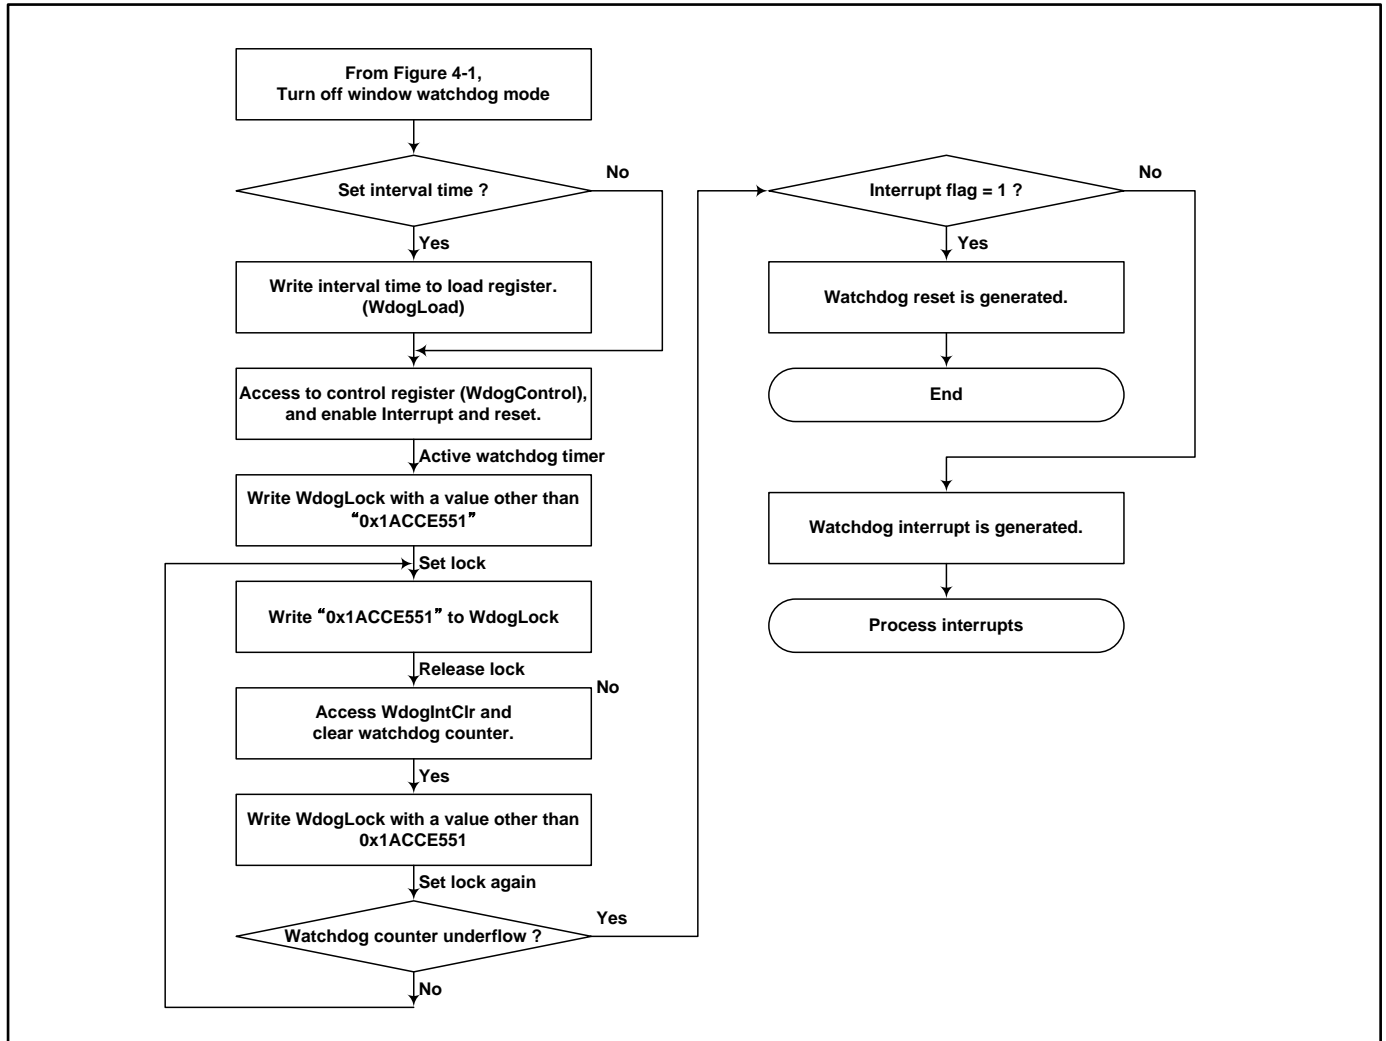 From Figure 4-1,
Turn off window watchdog mode
Set interval time ?
No
Yes
Write interval time to load register.
(WdogLoad)
Access to control register (WdogControl),
and enable Interrupt and reset.
Active watchdog timer
Write WdogLock with a value other than
“0x1ACCE551”
Set lock
Write “0x1ACCE551” to WdogLock
Release lock
No
Access WdogIntClr and
clear watchdog counter.
Yes
Write WdogLock with a value other than
0x1ACCE551
Set lock again
Watchdog counter underflow ?
Yes
No
Interrupt flag = 1 ?
No
Yes
Watchdog reset is generated.
End
Watchdog interrupt is generated.
Process interrupts